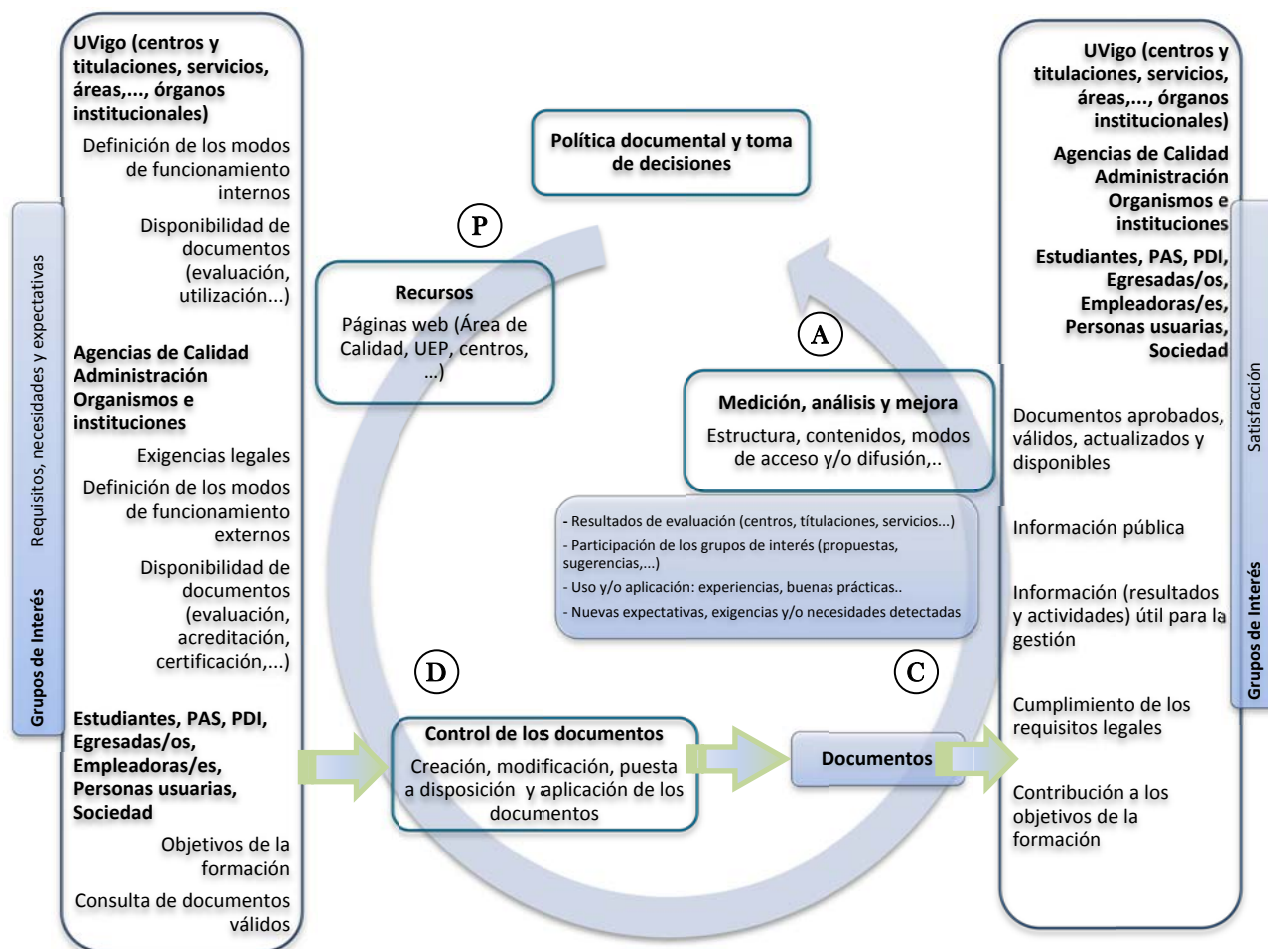 UVigo (centros y
titulaciones, servicios,
áreas,..., órganos
institucionales)
Definición de los modos
de funcionamiento
internos
Disponibilidad de
documentos
(evaluación,
utilización...)
Agencias de Calidad
Administración
Organismos e
instituciones
Exigencias legales
Definición de los modos
de funcionamiento
externos
Disponibilidad de
documentos
(evaluación,
acreditación,
certificación,...)
Estudiantes, PAS, PDI,
Egresadas/os,
Empleadoras/es,
Personas usuarias,
Sociedad
Objetivos de la
formación
Consulta de documentos
válidos
Grupos de Interés
Requisitos, necesidades y expectativas
Política documental y toma
de decisiones
P
Recursos
Páginas web (Área de
Calidad, UEP, centros,
...)
A
Medición, análisis y mejora
Estructura, contenidos, modos
de acceso y/o difusión,..
- Resultados de evaluación (centros, títulaciones, servicios...)
- Participación de los grupos de interés (propuestas,
sugerencias,...)
- Uso y/o aplicación: experiencias, buenas prácticas..
- Nuevas expectativas, exigencias y/o necesidades detectadas
D
C
Control de los documentos
Creación, modificación, puesta
a disposición y aplicación de los
documentos
Documentos
UVigo (centros y
titulaciones, servicios,
áreas,..., órganos
institucionales)
Agencias de Calidad
Administración
Organismos e
instituciones
Estudiantes, PAS, PDI,
Egresadas/os,
Empleadoras/es,
Personas usuarias,
Sociedad
Documentos aprobados,
válidos, actualizados y
disponibles
Información pública
Información (resultados
y actividades) útil para la
gestión
Cumplimiento de los
requisitos legales
Contribución a los
objetivos de la
formación
Grupos de Interés
Satisfacción